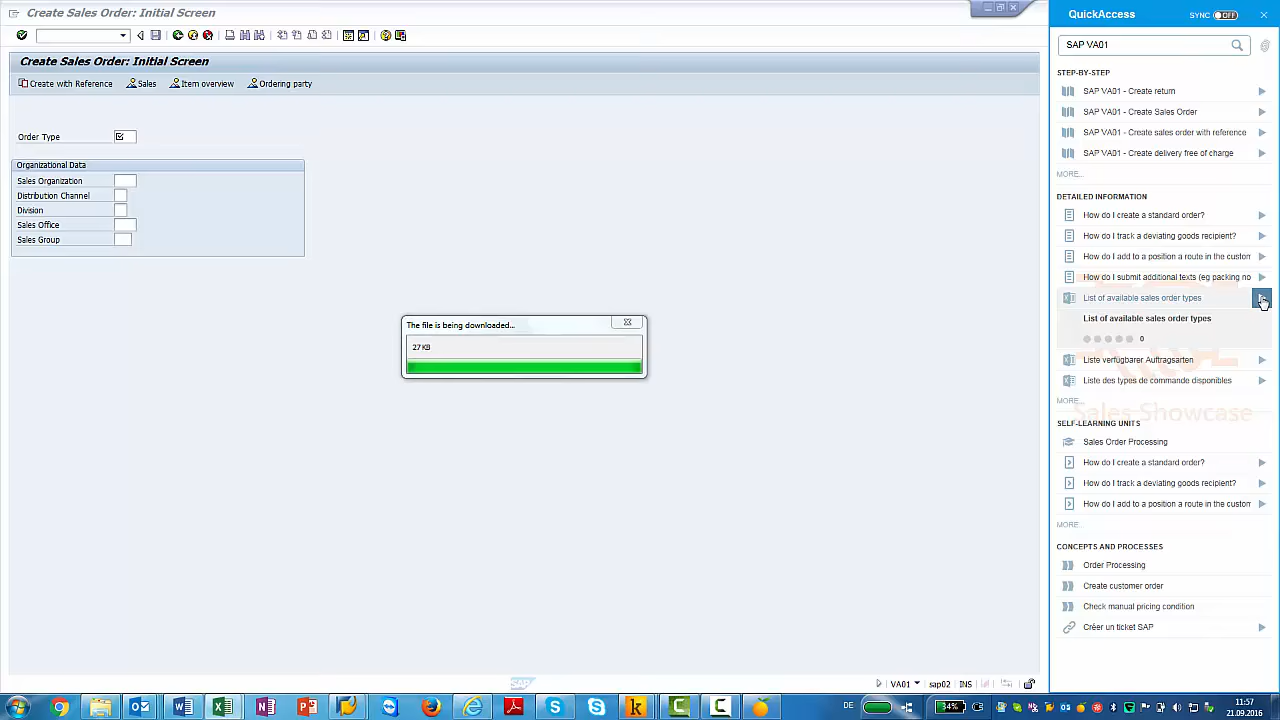 Create Sales Order: Initial Screen
Create Sales Order: Initial Screen
Create with Reference Sales Item overview Ordering party
Order Type
Organizational Data
Sales Organization
Distribution Channel
Division
Sales Office
Sales Group
The file is being downloaded...
27 KB
SAP
VA01 sap02 INS
QuickAccess SYNC OFF
SAP VA01
STEP-BY-STEP
SAP VA01 - Create return
SAP VA01 - Create Sales Order
SAP VA01 - Create sales order with reference
SAP VA01 - Create delivery free of charge
MORE...
DETAILED INFORMATION
How do I create a standard order?
How do I track a deviating goods recipient?
How do I add to a position a route in the custom
How do I submit additional texts (eg packing no
List of available sales order types
List of available sales order types
0
Liste verfügbarer Auftragsarten
Liste des types de commande disponibles
MORE...
Sales Showcase
SELF-LEARNING UNITS
Sales Order Processing
How do I create a standard order?
How do I track a deviating goods recipient?
How do I add to a position a route in the custom
MORE...
CONCEPTS AND PROCESSES
Order Processing
Create customer order
Check manual pricing condition
Créer un ticket SAP
DE 94% 11:57
21.09.2016